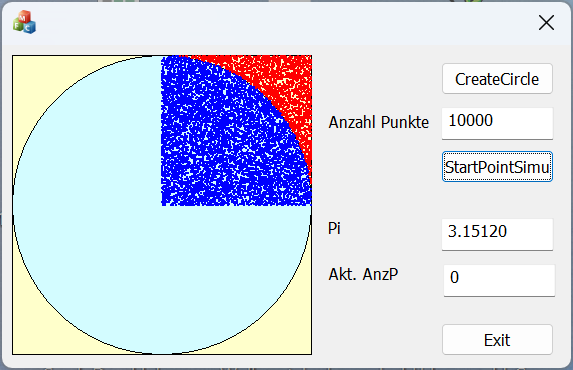 CreateCircle
Anzahl Punkte 10000
StartPointSimu
Pi 3.15120
Akt. AnzP 0
Exit